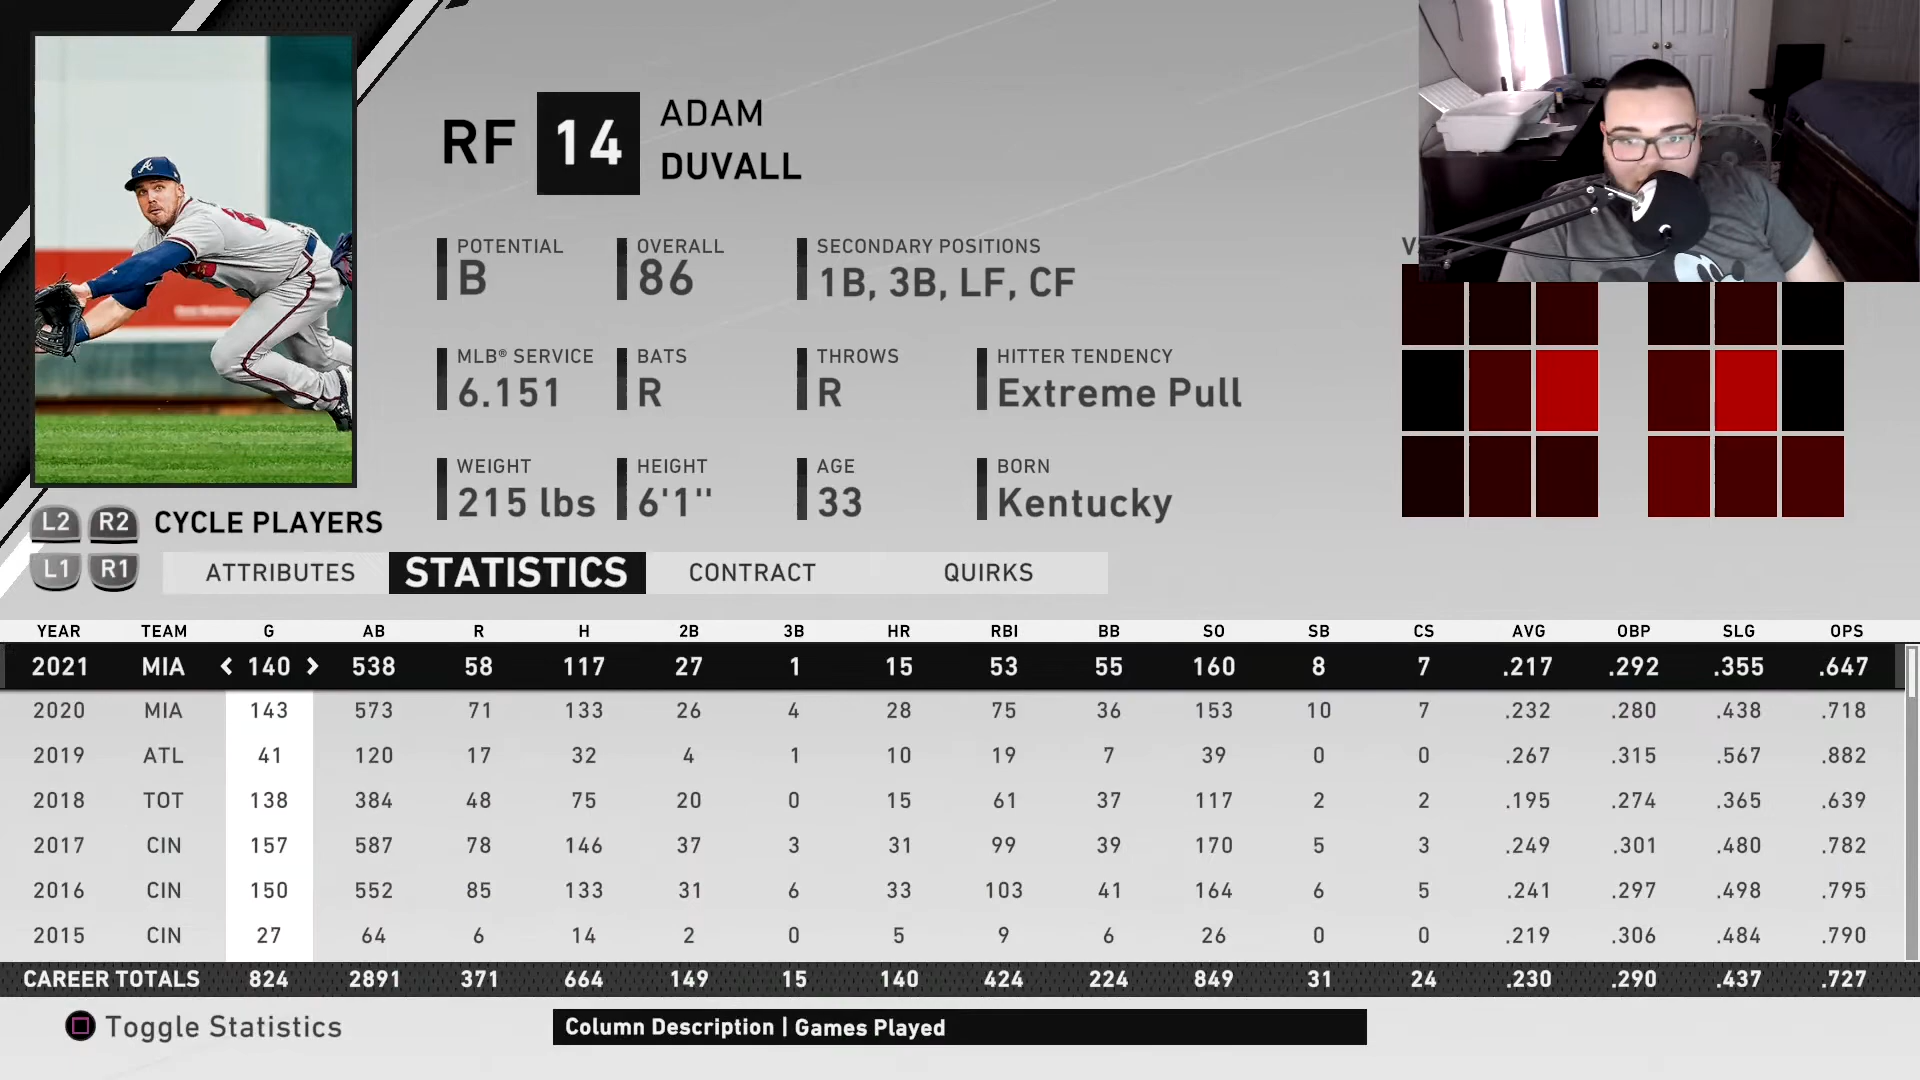 RF 14 ADAM
DUVALL
POTENTIAL OVERALL SECONDARY POSITIONS
B 86 1B, 3B, LF, CF
MLB® SERVICE BATS THROWS HITTER TENDENCY
6.151 R R Extreme Pull
WEIGHT HEIGHT AGE BORN
215 lbs 6'1'' 33 Kentucky
L2 R2 CYCLE PLAYERS
L1 R1 ATTRIBUTES STATISTICS CONTRACT QUIRKS
YEAR TEAM G AB R H 2B 3B HR RBI BB SO SB CS AVG OBP SLG OPS
2021 MIA 140 538 58 117 27 1 15 53 55 160 8 7 .217 .292 .355 .647
2020 MIA 143 573 71 133 26 4 28 75 36 153 10 7 .232 .280 .438 .718
2019 ATL 41 120 17 32 4 1 10 19 7 39 0 0 .267 .315 .567 .882
2018 TOT 138 384 48 75 20 0 15 61 37 117 2 2 .195 .274 .365 .639
2017 CIN 157 587 78 146 37 3 31 99 39 170 5 3 .249 .301 .480 .782
2016 CIN 150 552 85 133 31 6 33 103 41 164 6 5 .241 .297 .498 .795
2015 CIN 27 64 6 14 2 0 5 9 6 26 0 0 .219 .306 .484 .790
CAREER TOTALS 824 2891 371 664 149 15 140 424 224 849 31 24 .230 .290 .437 .727
Toggle Statistics
Column Description | Games Played